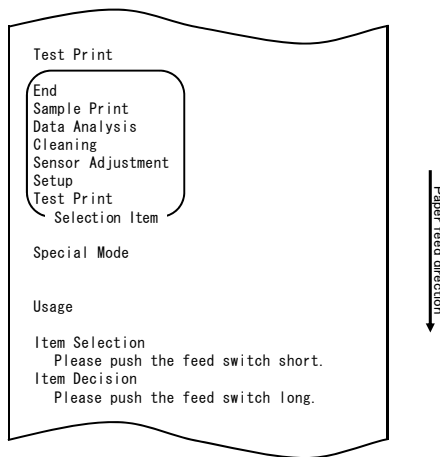 Test Print
End
Sample Print
Data Analysis
Cleaning
Sensor Adjustment
Setup
Test Print
Selection Item
Special Mode
Usage
Item Selection
Please push the feed switch short.
Item Decision
Please push the feed switch long.
Paper feed direction